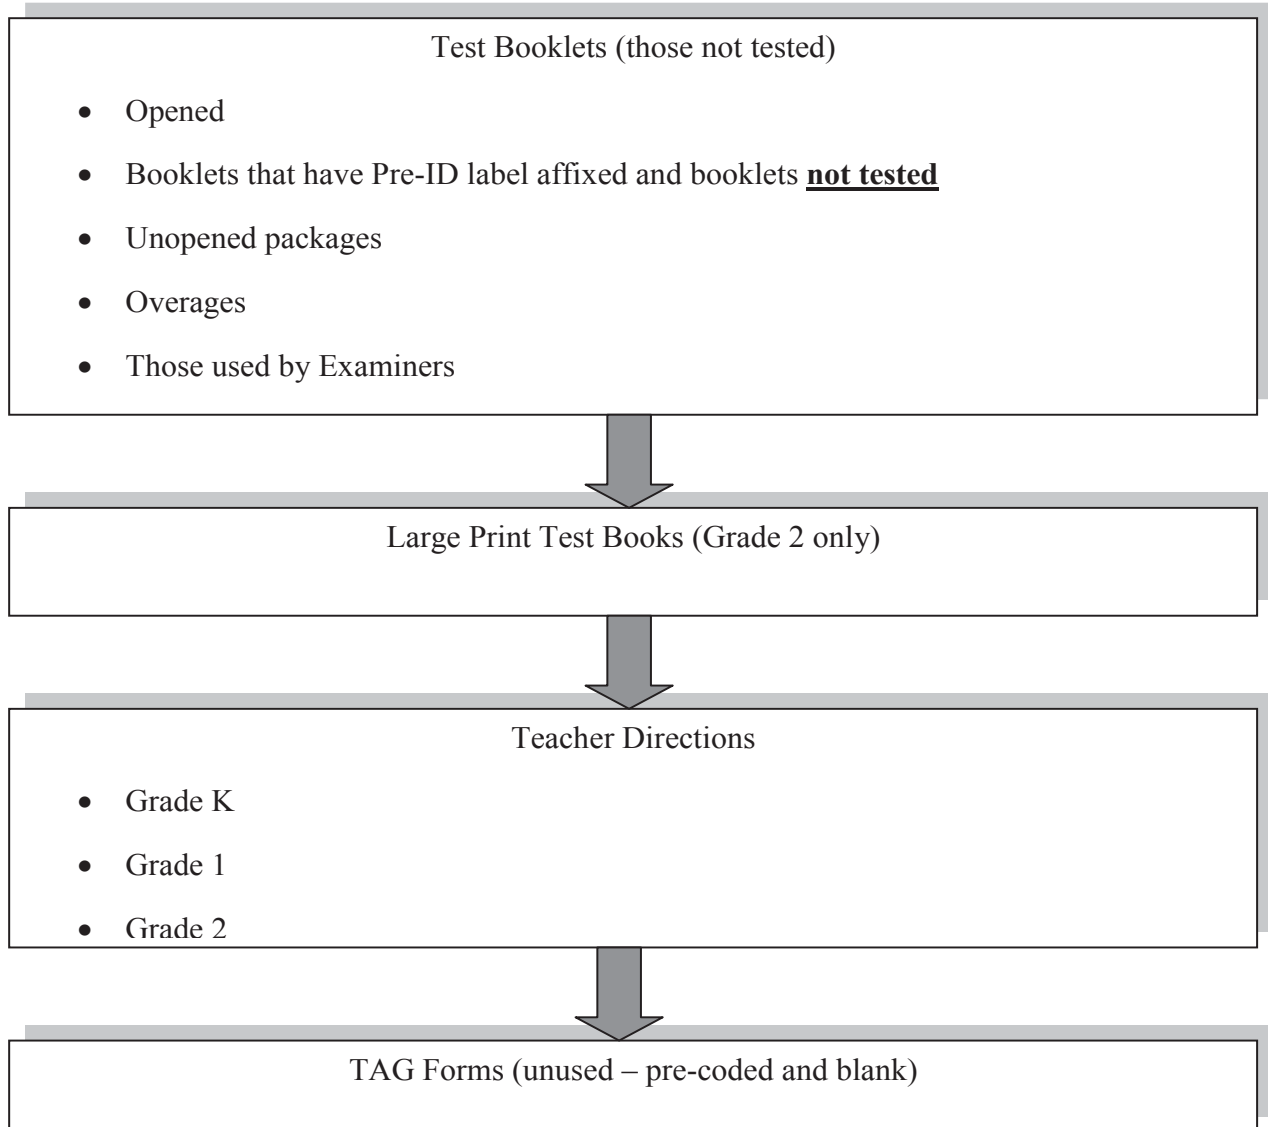 Test Booklets (those not tested)
• Opened
• Booklets that have Pre-ID label affixed and booklets not tested
• Unopened packages
• Overages
• Those used by Examiners
Large Print Test Books (Grade 2 only)
Teacher Directions
• Grade K
• Grade 1
• Grade 2
TAG Forms (unused – pre-coded and blank)